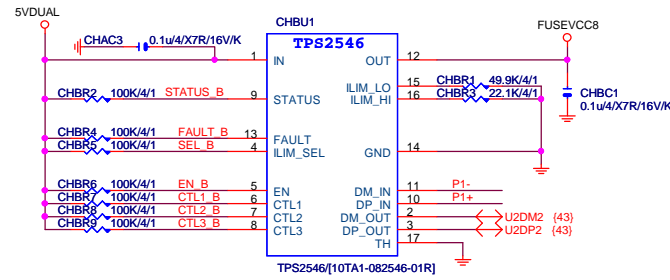 5VDUAL
CHAC3 0.1u/4/X7R/16V/K
CHBU1
TPS2546
FUSEVCC8
1 IN OUT 12
CHBC1
0.1u/4/X7R/16V/K
ILIM_LO 15 CHBR1 49.9K/4/1
ILIM_HI 16 CHBR3 22.1K/4/1
CHBR2 100K/4/1 STATUS_B 9 STATUS
CHBR4 100K/4/1 FAULT_B 13 FAULT
CHBR5 100K/4/1 SEL_B 4 ILIM_SEL
GND 14
CHBR6 100K/4/1 EN_B 5 EN
CHBR7 100K/4/1 CTL1_B 6 CTL1
CHBR8 100K/4/1 CTL2_B 7 CTL2
CHBR9 100K/4/1 CTL3_B 8 CTL3
DM_IN 11 P1-
DP_IN 10 P1+
DM_OUT 2 U2DM2 {43}
DP_OUT 3 U2DP2 {43}
TH 17
TPS2546/[10TA1-082546-01R]